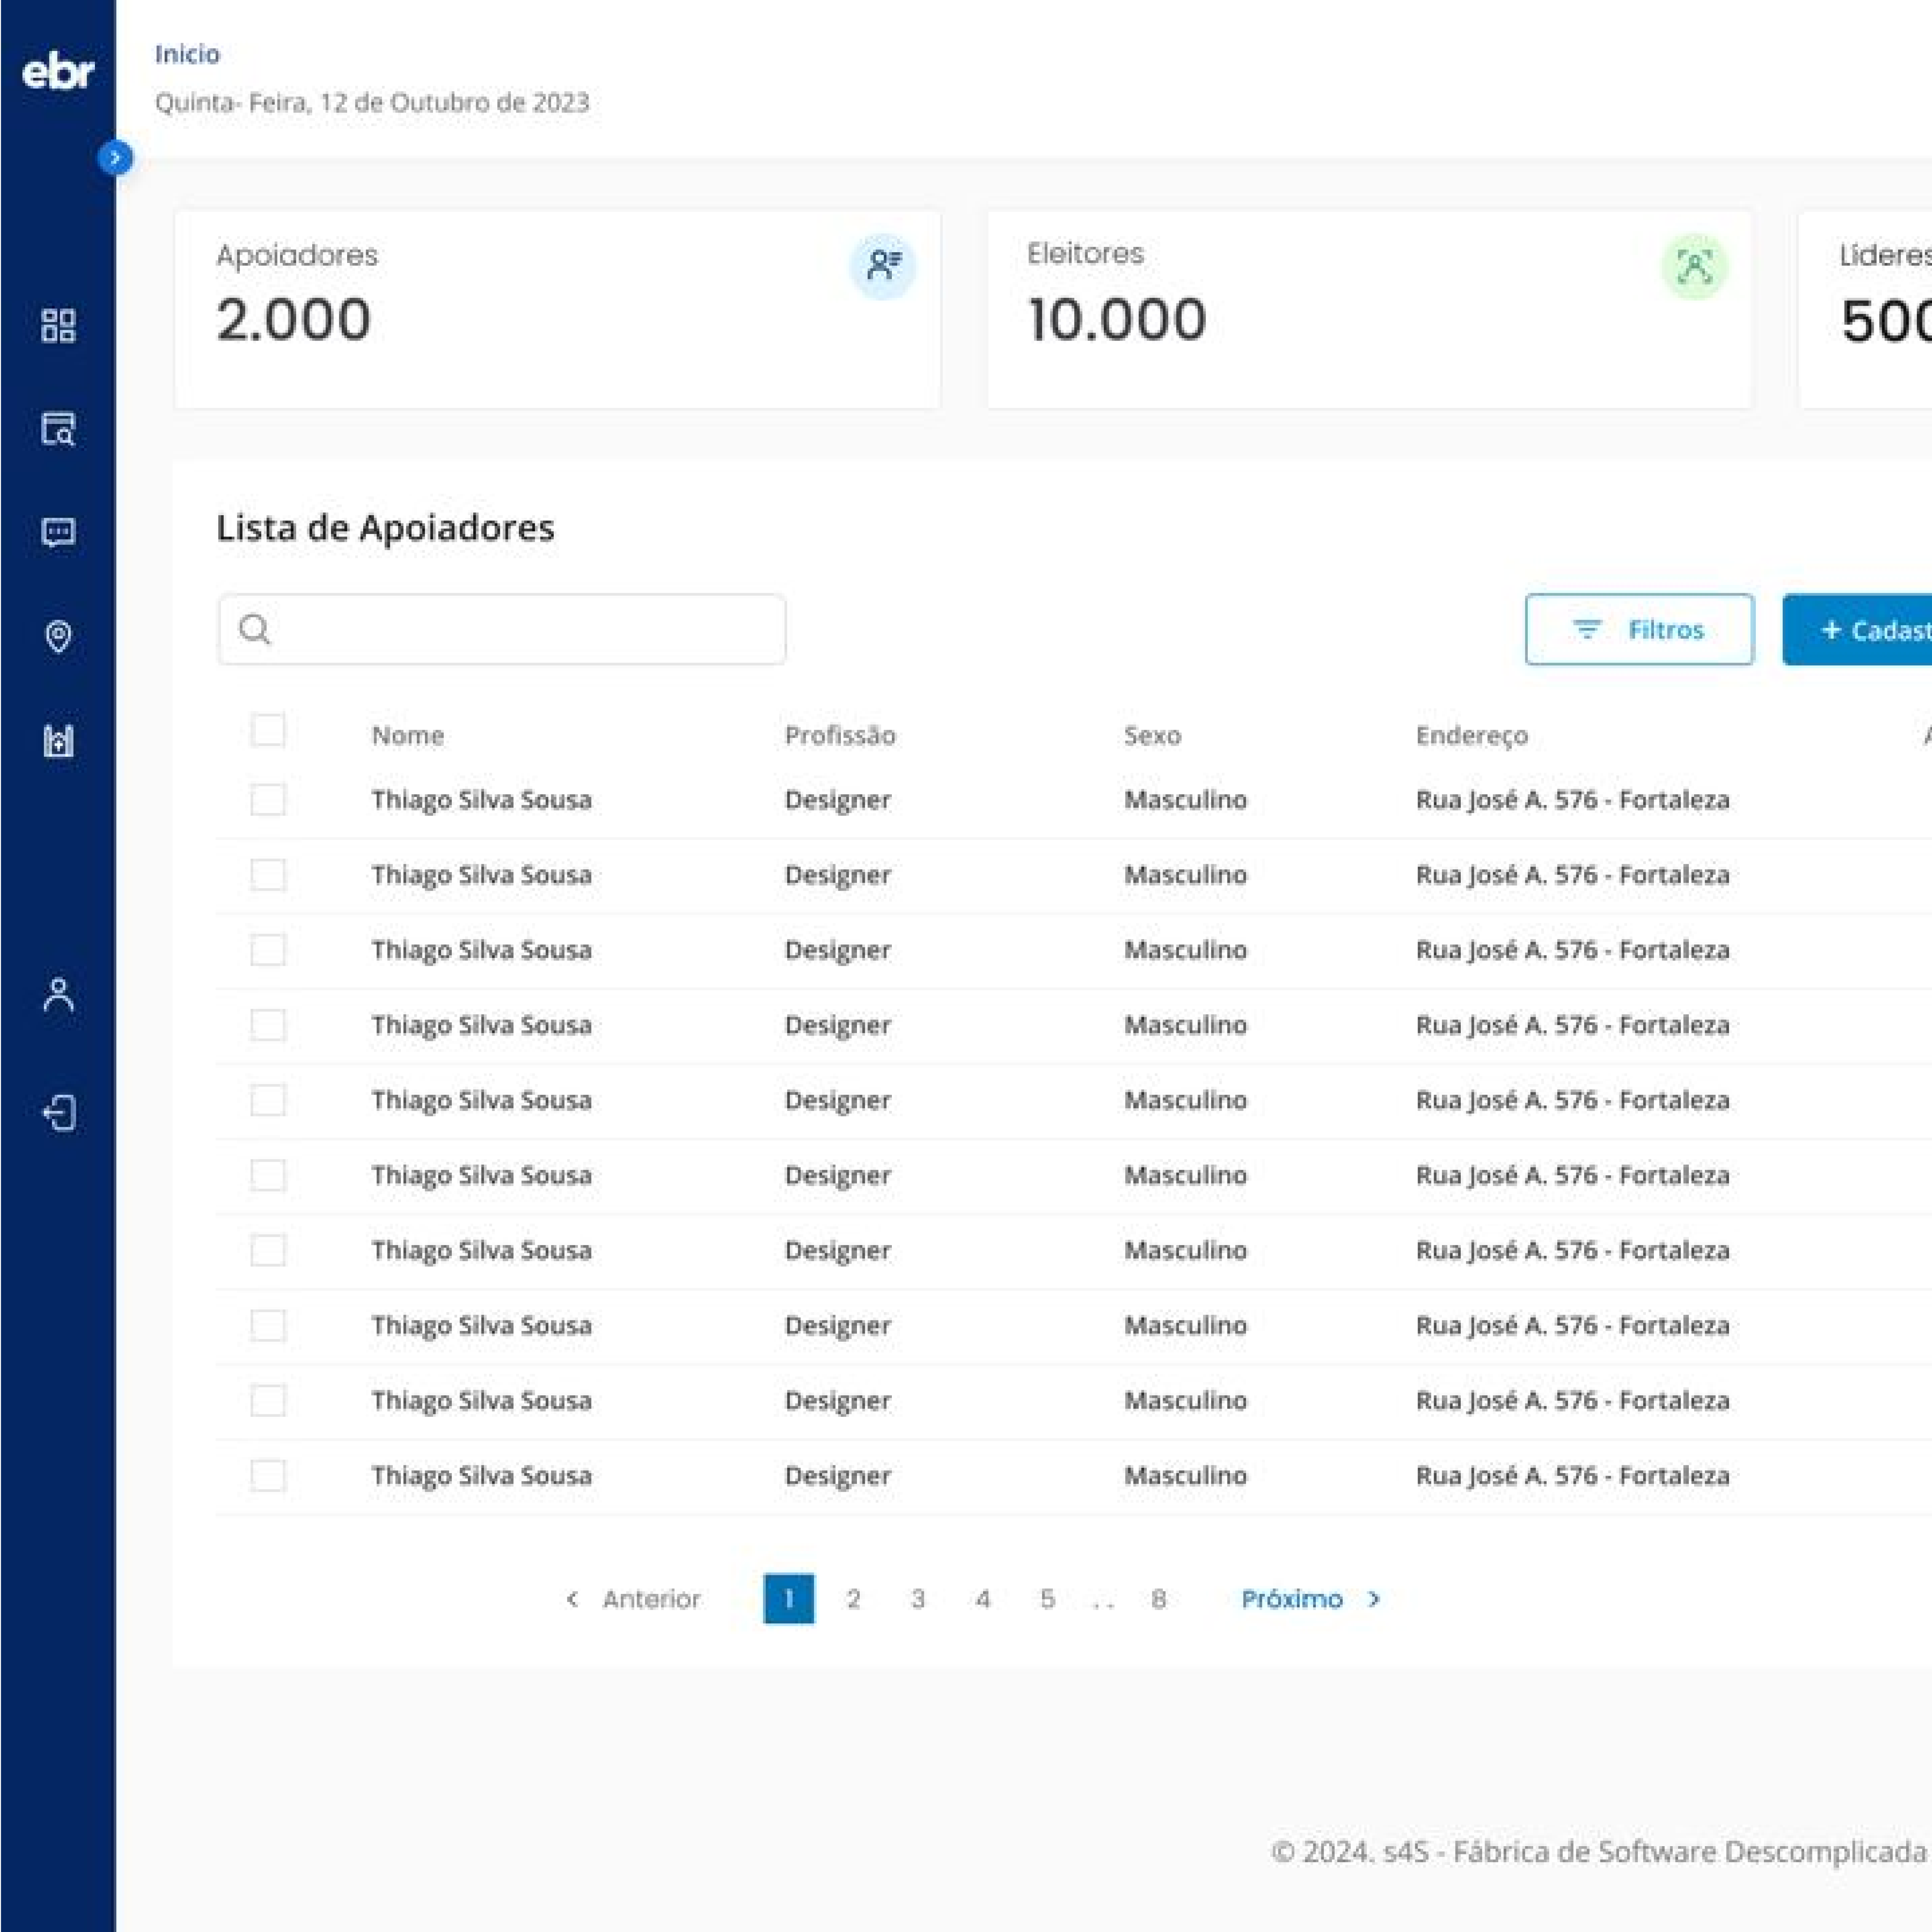 ebr
Inicio
Quinta- Feira, 12 de Outubro de 2023
Apoiadores
2.000
Eleitores
10.000
Líderes
500
Lista de Apoiadores
Filtros
+ Cadast
Nome Profissão Sexo Endereço A
Thiago Silva Sousa Designer Masculino Rua José A. 576 - Fortaleza
Thiago Silva Sousa Designer Masculino Rua José A. 576 - Fortaleza
Thiago Silva Sousa Designer Masculino Rua José A. 576 - Fortaleza
Thiago Silva Sousa Designer Masculino Rua José A. 576 - Fortaleza
Thiago Silva Sousa Designer Masculino Rua José A. 576 - Fortaleza
Thiago Silva Sousa Designer Masculino Rua José A. 576 - Fortaleza
Thiago Silva Sousa Designer Masculino Rua José A. 576 - Fortaleza
Thiago Silva Sousa Designer Masculino Rua José A. 576 - Fortaleza
Thiago Silva Sousa Designer Masculino Rua José A. 576 - Fortaleza
Thiago Silva Sousa Designer Masculino Rua José A. 576 - Fortaleza
< Anterior 1 2 3 4 5 . . 8 Próximo >
© 2024. s4S - Fábrica de Software Descomplicada